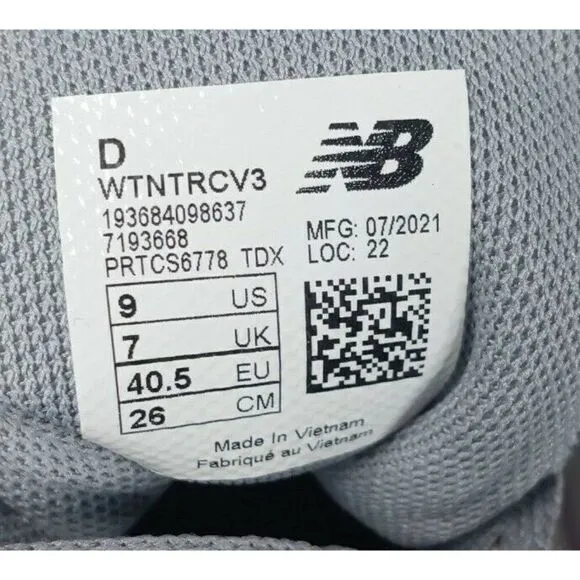 D
WTNTRCV3
193684098637
7193668
PRTCS6778 TDX
NB
MFG: 07/2021
LOC: 22
9 US
7 UK
40.5 EU
26 CM
Made In Vietnam
Fabriqué au Vietnam